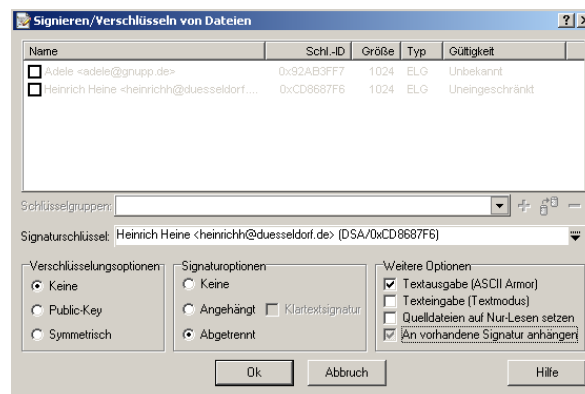 Signieren/Verschlüsseln von Dateien
Name Schl.-ID Größe Typ Gültigkeit
Adele <adele@gnupp.de> 0x92AB3FF7 1024 ELG Unbekannt
Heinrich Heine <heinrichh@duesseldorf.... 0xCD8687F6 1024 ELG Uneingeschränkt
Schlüsselgruppen:
Signaturschlüssel: Heinrich Heine <heinrichh@duesseldorf.de> (DSA/0xCD8687F6)
Verschlüsselungsoptionen Signaturoptionen Weitere Optionen
Keine Keine Textausgabe (ASCII Armor)
Texteingabe (Textmodus)
Public-Key Angehängt Klartextsignatur Quelldateien auf Nur-Lesen setzen
Symmetrisch Abgetrennt An vorhandene Signatur anhängen
Ok Abbruch Hilfe